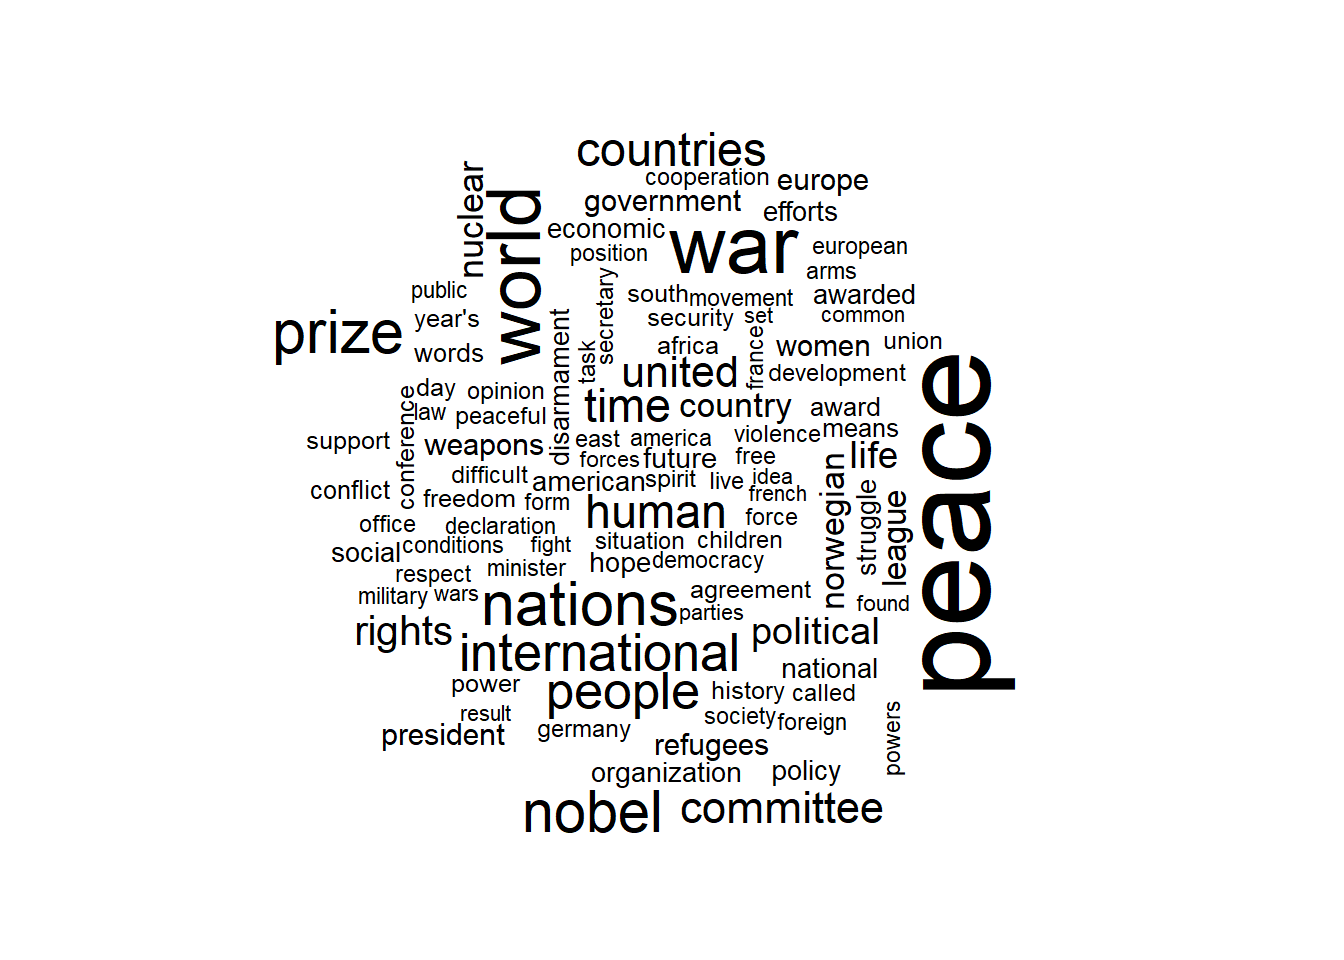 countries
cooperation
europe
nuclear
world
government
efforts
economic
war
position
european
arms
public
secretary
south
movement
awarded
prize
year's
security
set
common
words
disarmament
task
africa
france
women
union
united
development
peace
conference
day
opinion
time
country
award
law
peaceful
support
weapons
east
america
violence
means
forces
future
free
life
difficult
american
spirit
live
idea
norwegian
struggle
league
conflict
freedom
form
french
human
force
office
declaration
social
conditions
fight
situation
children
hope
democracy
respect
minister
military
wars
nations
agreement
parties
found
rights
international
political
national
power
people
history
called
result
society
foreign
powers
president
germany
refugees
organization
policy
nobel
committee